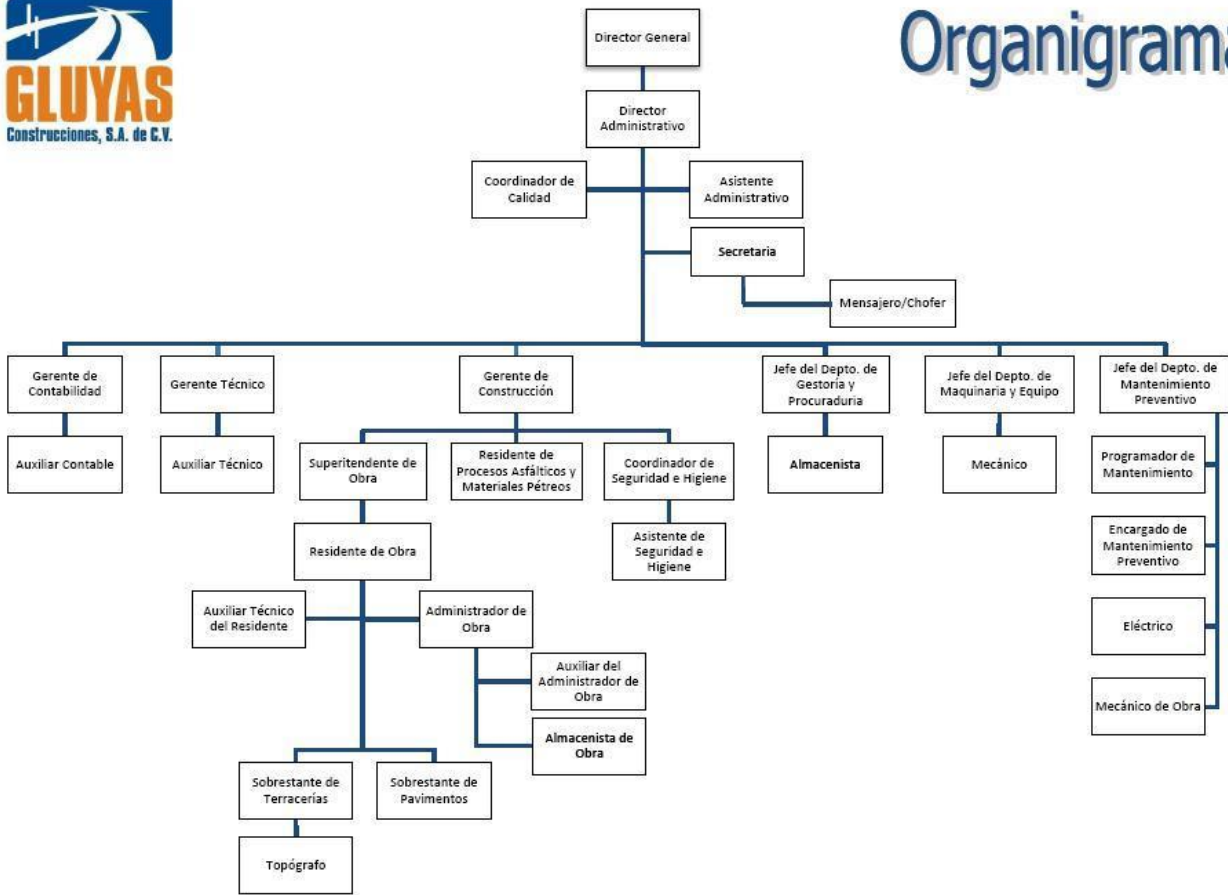 GLUYAS
Construcciones, S.A. de C.V.
Organigrama
Director General
Director
Administrativo
Coordinador de
Calidad
Asistente
Administrativo
Secretaria
Mensajero/Chofer
Gerente de
Contabilidad
Gerente Técnico
Gerente de
Construcción
Jefe del Depto. de
Gestoría y
Procuraduria
Jefe del Depto. de
Maquinaria y Equipo
Jefe del Depto. de
Mantenimiento
Preventivo
Auxiliar Contable
Auxiliar Técnico
Superitendente de
Obra
Residente de
Procesos Asfálticos y
Materiales Pétreos
Coordinador de
Seguridad e Higiene
Almacenista
Mecánico
Programador de
Mantenimiento
Residente de Obra
Asistente de
Seguridad e
Higiene
Encargado de
Mantenimiento
Preventivo
Auxiliar Técnico
del Residente
Administrador de
Obra
Eléctrico
Auxiliar del
Administrador de
Obra
Mecánico de Obra
Almacenista de
Obra
Sobrestante de
Terracerías
Sobrestante de
Pavimentos
Topógrafo